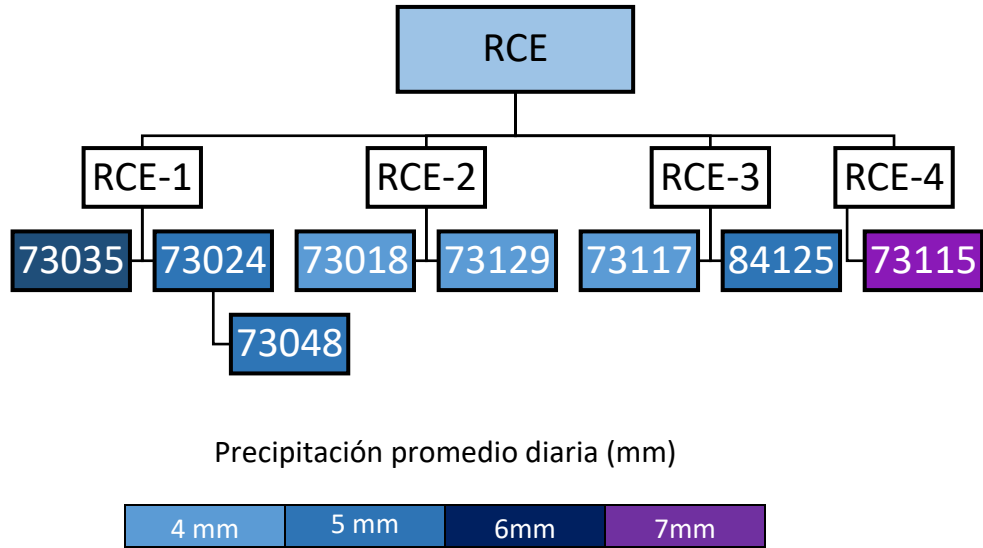 RCE
RCE-1 RCE-2 RCE-3 RCE-4
73035 73024 73018 73129 73117 84125 73115
73048
Precipitación promedio diaria (mm)
4 mm 5 mm 6mm 7mm